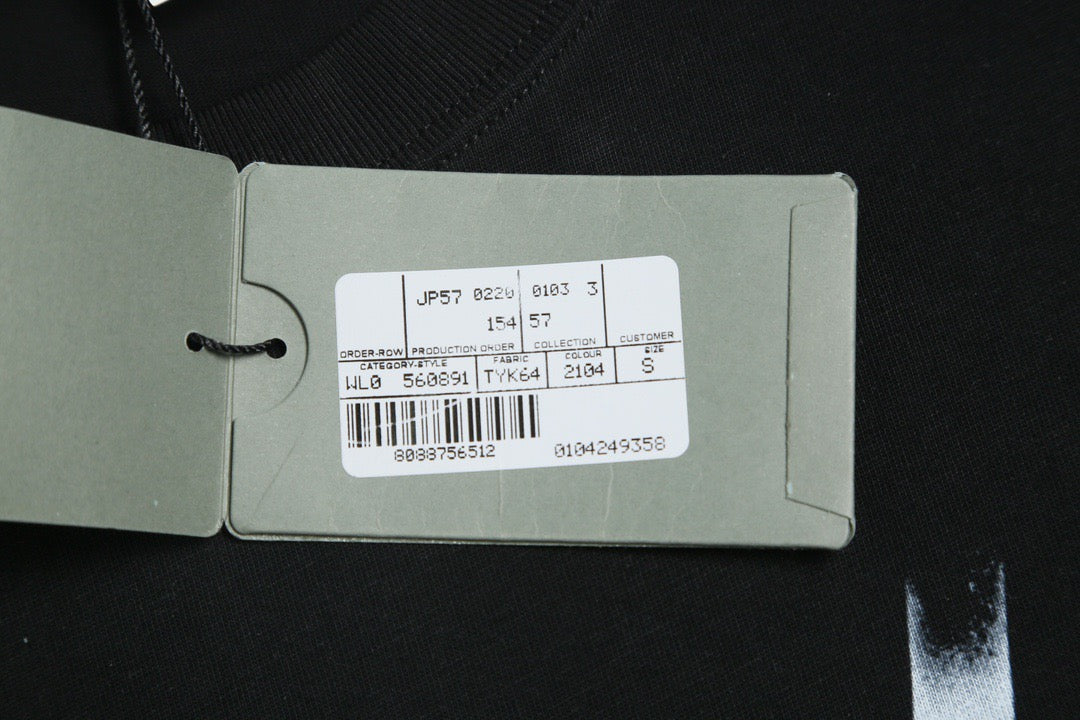 JP57 0220 0103 3
154 57
ORDER-ROW PRODUCTION ORDER COLLECTION CUSTOMER
CATEGORY-STYLE FABRIC COLOUR SIZE
WL0 560891 TYK64 2104 S
8088756512 0104249358